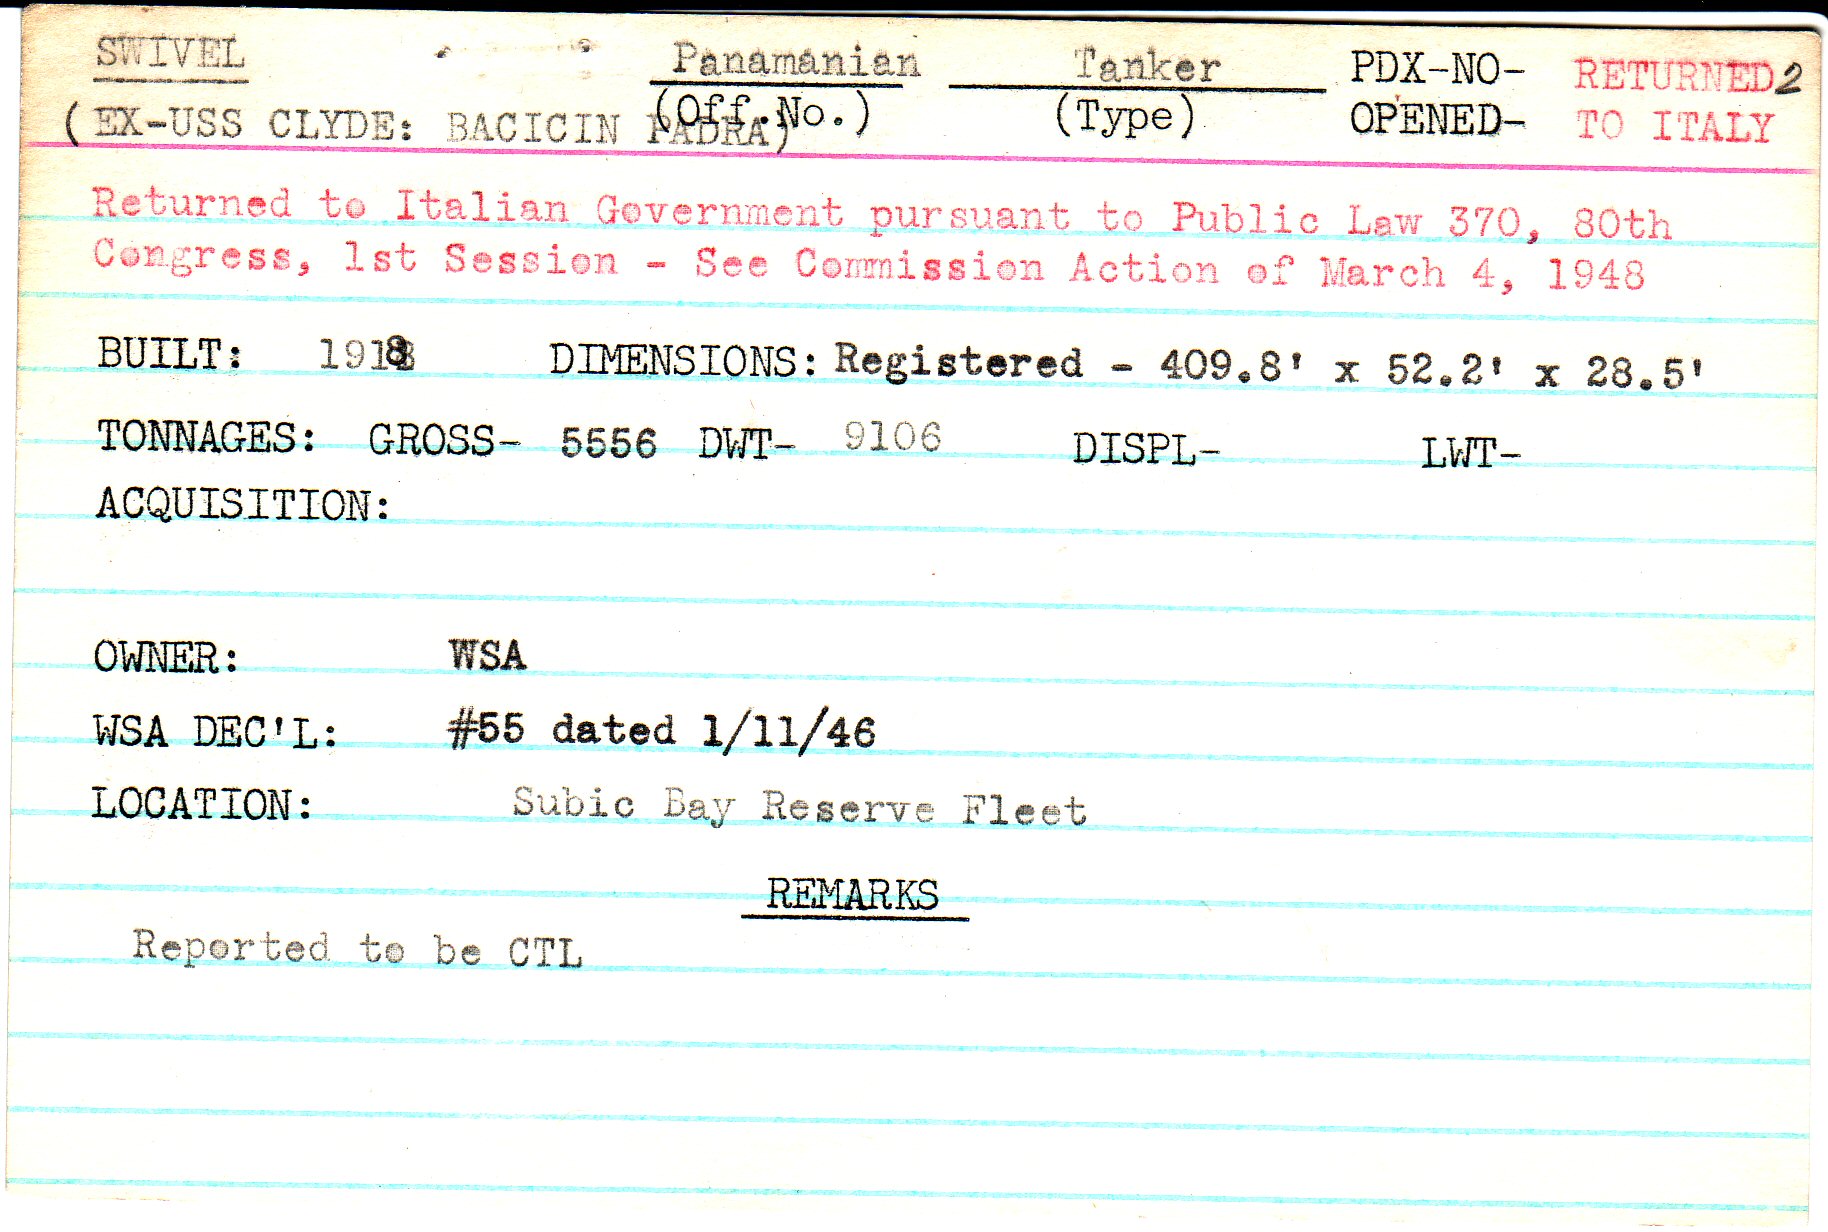 SWIVEL Panamanian Tanker PDX-NO- RETURNED 2
(EX-USS CLYDE: BACICIN PADRA) (Off.No.) (Type) OPENED- TO ITALY
Returned to Italian Government pursuant to Public Law 370, 80th
Congress, 1st Session - See Commission Action of March 4, 1948
BUILT: 1918 DIMENSIONS: Registered - 409.8' x 52.2' x 28.5'
TONNAGES: GROSS- 5556 DWT- 9106 DISPL- LWT-
ACQUISITION:
OWNER: WSA
WSA DEC'L: #55 dated 1/11/46
LOCATION: Subic Bay Reserve Fleet
REMARKS
Reported to be CTL